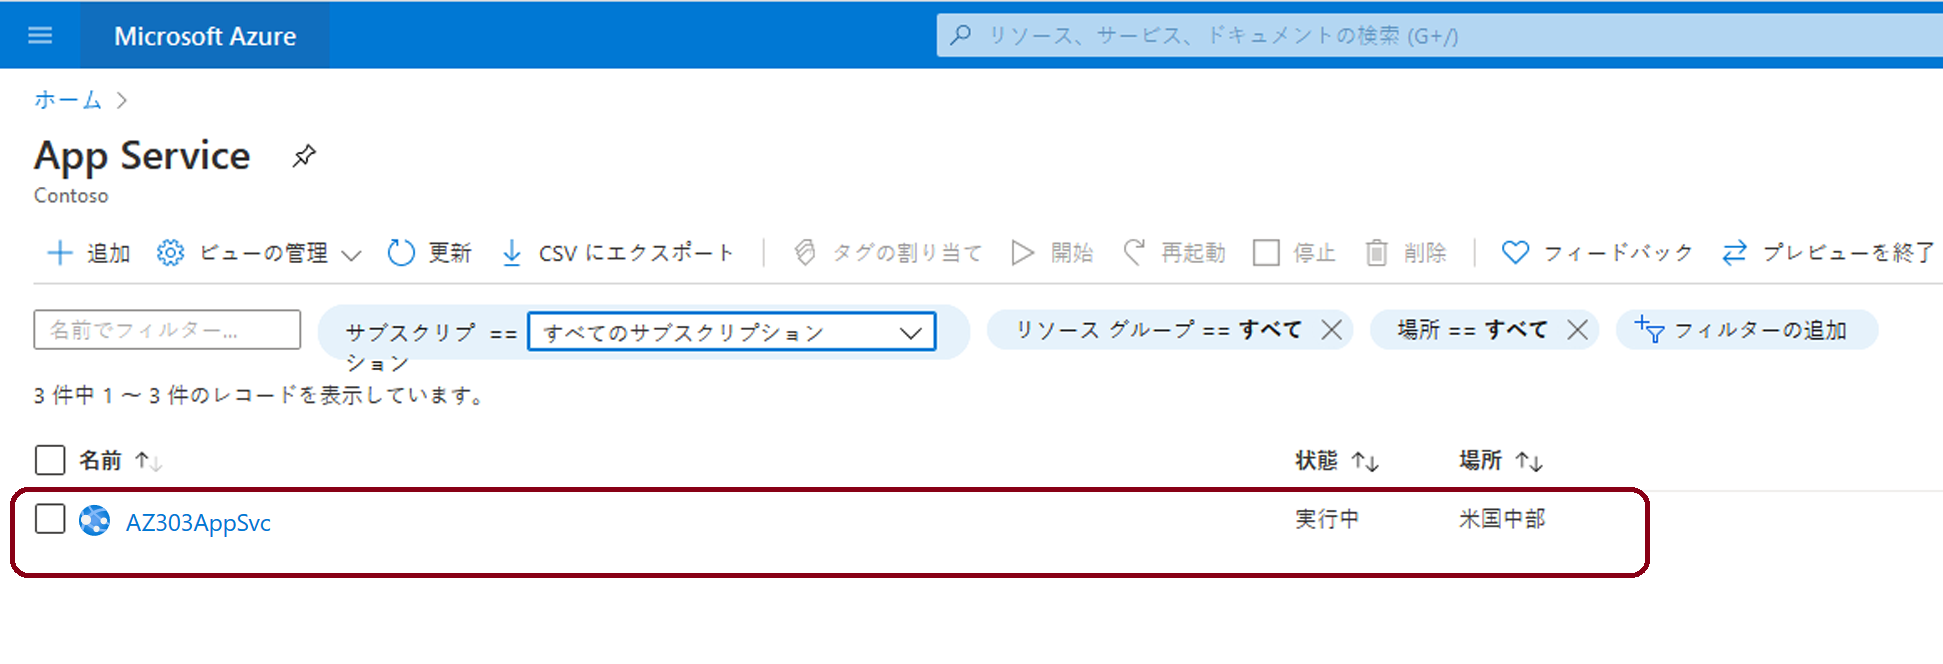 Microsoft Azure
リソース、サービス、ドキュメントの検索 (G+/)
ホーム
App Service
Contoso
追加 ビューの管理 更新 CSV にエクスポート タグの割り当て 開始 再起動 停止 削除 フィードバック プレビューを終了
名前でフィルター... サブスクリプション == すべてのサブスクリプション リソース グループ == すべて 場所 == すべて フィルターの追加
3 件中 1 ~ 3 件のレコードを表示しています。
名前 状態 場所
AZ303AppSvc 実行中 米国中部